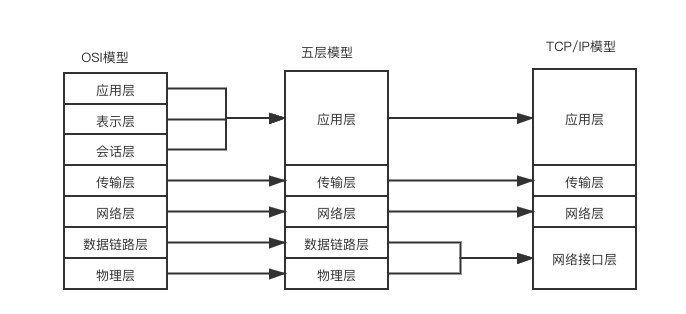 OSI模型
应用层
表示层
会话层
传输层
网络层
数据链路层
物理层
五层模型
应用层
传输层
网络层
数据链路层
物理层
TCP/IP模型
应用层
传输层
网络层
网络接口层